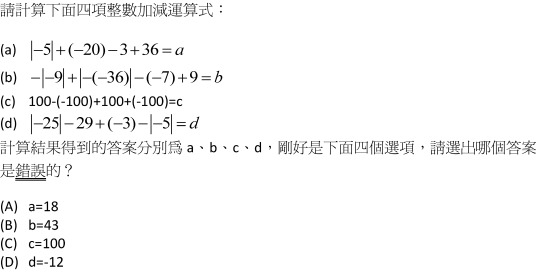 請計算下面四項整數加減運算式：
(a) |−5|+(−20)−3+36=a
(b) −|−9|+|−(−36)|−(−7)+9=b
(c) 100-(-100)+100+(-100)=c
(d) |−25|−29+(−3)−|−5|=d
計算結果得到的答案分別為 a、b、c、d，剛好是下面四個選項，請選出哪個答案
是錯誤的？
(A) a=18
(B) b=43
(C) c=100
(D) d=-12